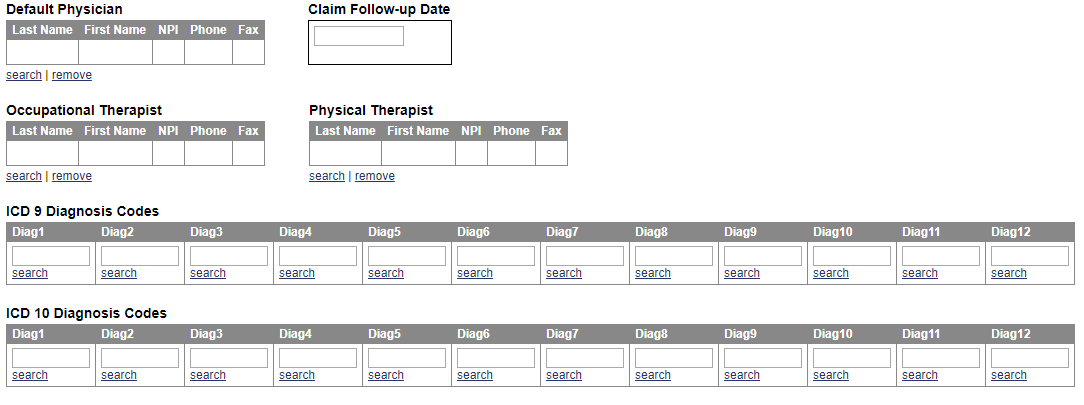 Default Physician
Claim Follow-up Date
Last Name First Name NPI Phone Fax
search | remove
Occupational Therapist
Physical Therapist
Last Name First Name NPI Phone Fax
Last Name First Name NPI Phone Fax
search | remove
search | remove
ICD 9 Diagnosis Codes
Diag1 Diag2 Diag3 Diag4 Diag5 Diag6 Diag7 Diag8 Diag9 Diag10 Diag11 Diag12
search search search search search search search search search search search search
ICD 10 Diagnosis Codes
Diag1 Diag2 Diag3 Diag4 Diag5 Diag6 Diag7 Diag8 Diag9 Diag10 Diag11 Diag12
search search search search search search search search search search search search